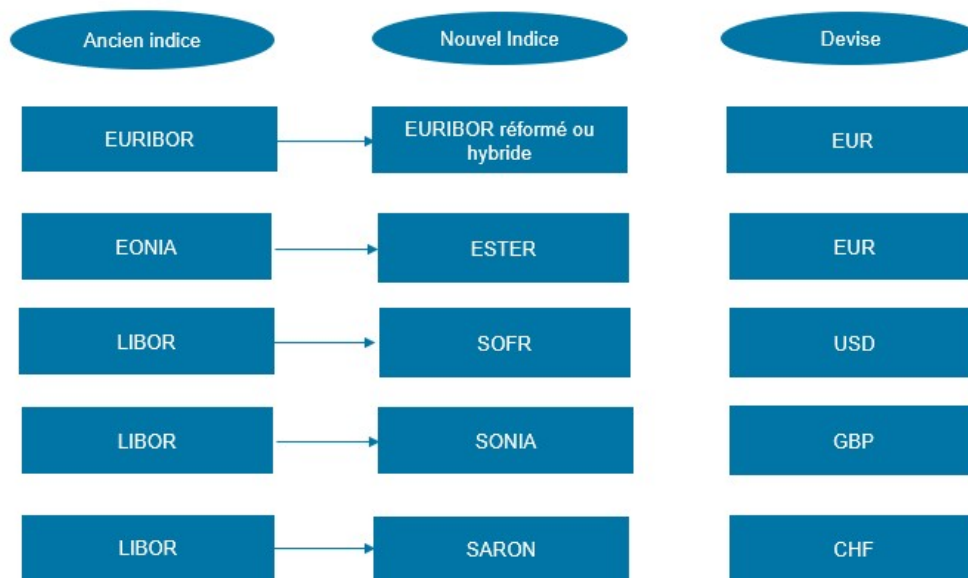 Ancien indice
Nouvel Indice
Devise
EURIBOR
EURIBOR réformé ou
hybride
EUR
EONIA
ESTER
EUR
LIBOR
SOFR
USD
LIBOR
SONIA
GBP
LIBOR
SARON
CHF